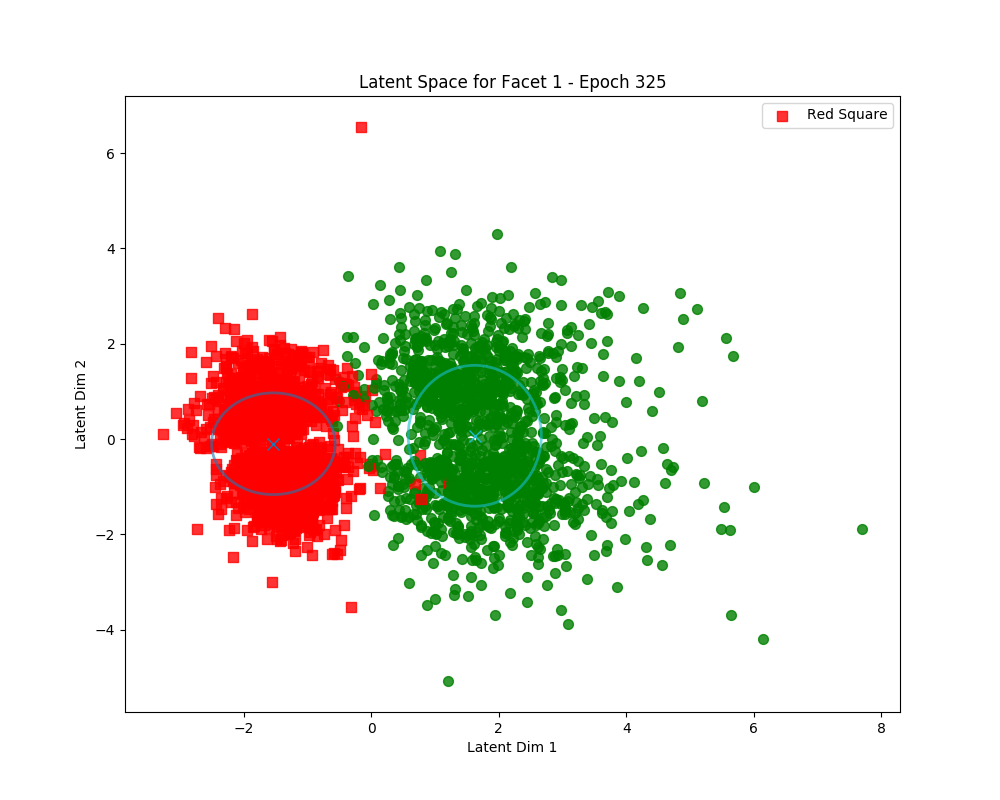 Latent Space for Facet 1 - Epoch 325
Red Square
6
4
2
0
−2
−4
Latent Dim 2
−2 0 2 4 6 8
Latent Dim 1